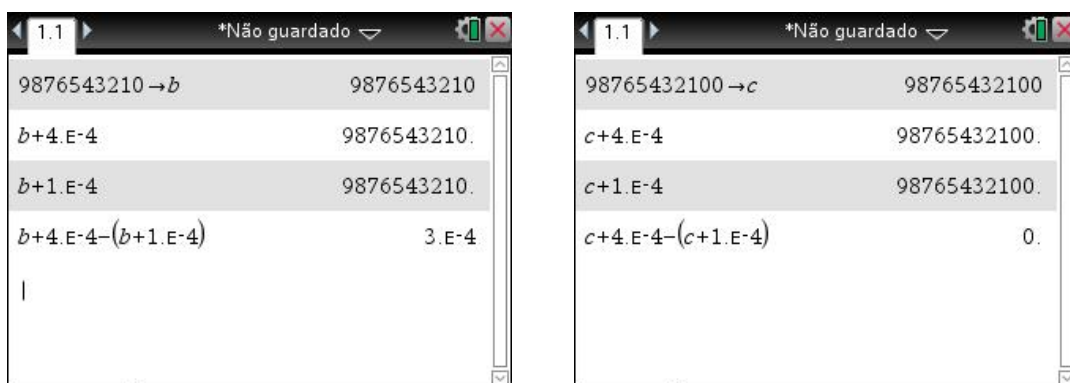 1.1 *Não guardado
9876543210→b 9876543210
b+4.E-4 9876543210.
b+1.E-4 9876543210.
b+4.E-4−(b+1.E-4) 3.E-4
1.1 *Não guardado
98765432100→c 98765432100
c+4.E-4 98765432100.
c+1.E-4 98765432100.
c+4.E-4−(c+1.E-4) 0.